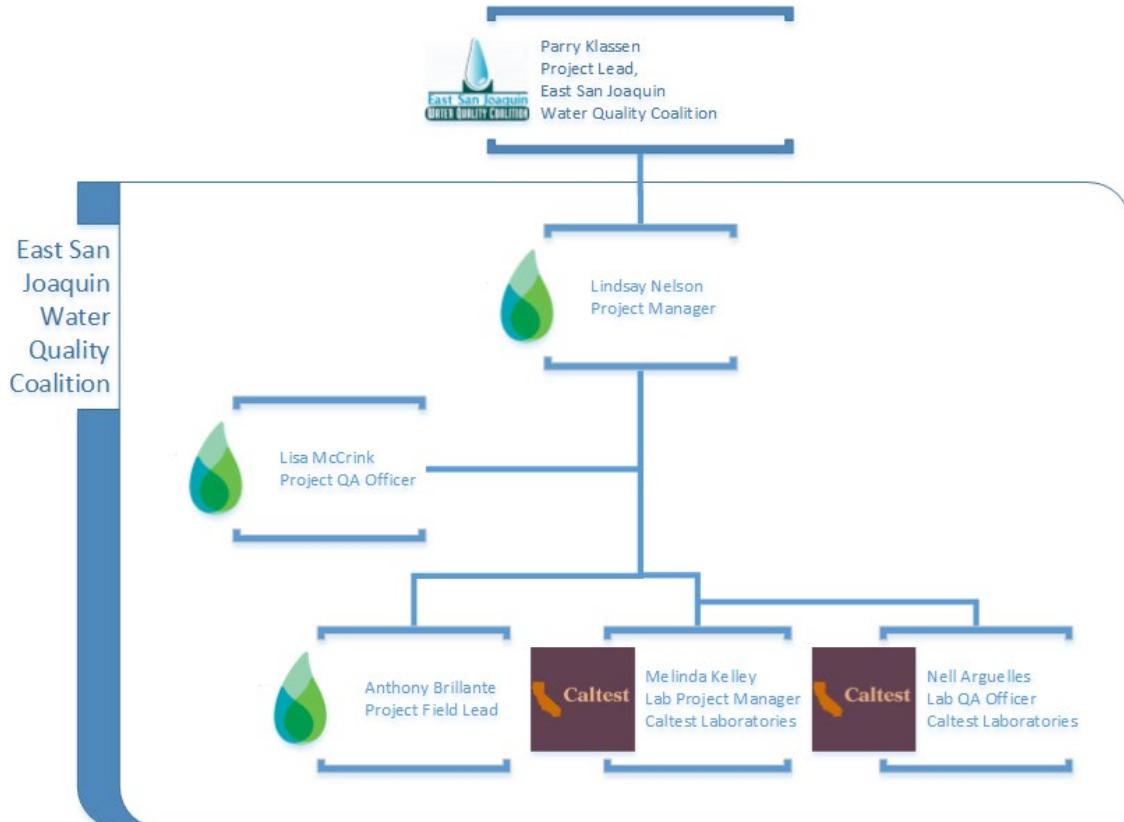 Parry Klassen
Project Lead,
East San Joaquin
Water Quality Coalition
East San Joaquin
WATER QUALITY COALITION
East San
Joaquin
Water
Quality
Coalition
Lindsay Nelson
Project Manager
Lisa McCrink
Project QA Officer
Anthony Brillante
Project Field Lead
Caltest
Melinda Kelley
Lab Project Manager
Caltest Laboratories
Caltest
Nell Arguelles
Lab QA Officer
Caltest Laboratories